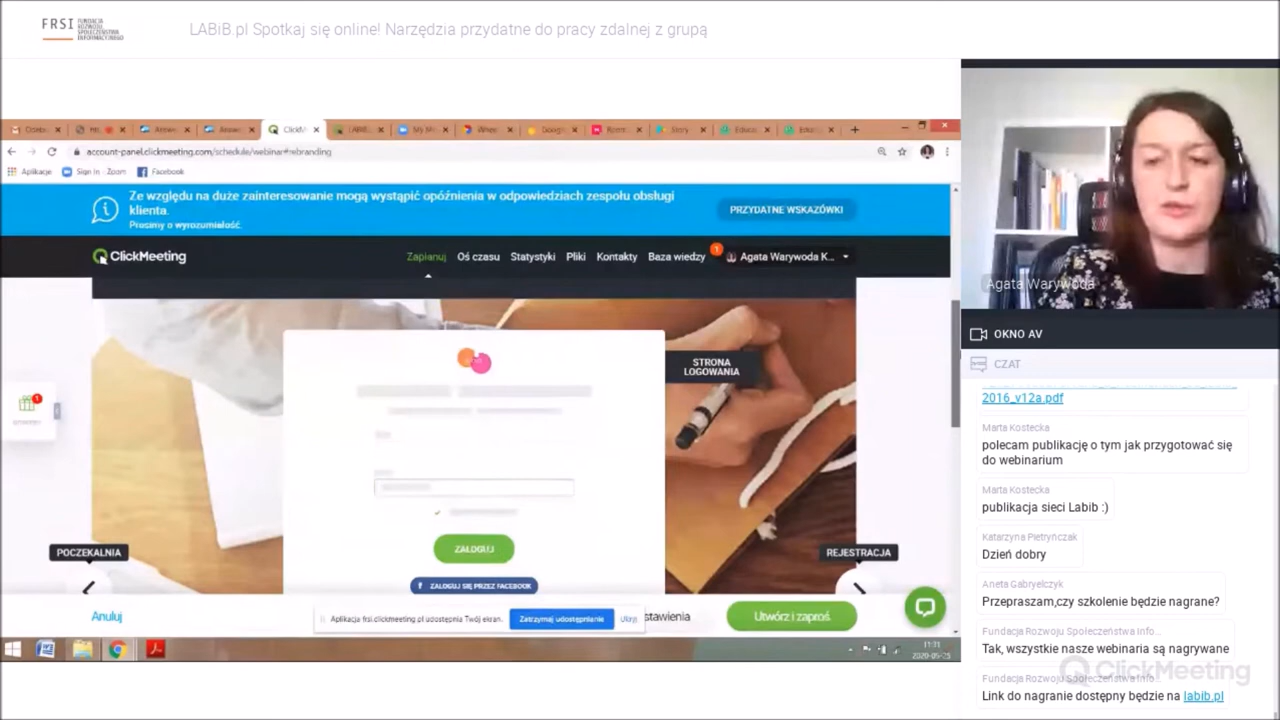 FRSI FUNDACJA
ROZWOJU
SPOŁECZEŃSTWA
INFORMACYJNEGO
LABiB.pl Spotkaj się online! Narzędzia przydatne do pracy zdalnej z grupą
account-panel.clickmeeting.com/schedule/webinar#rebranding
Aplikacje Sign In - Zoom Facebook
Ze względu na duże zainteresowanie mogą wystąpić opóźnienia w odpowiedziach zespołu obsługi
klienta.
Prosimy o wyrozumiałość.
PRZYDATNE WSKAZÓWKI
ClickMeeting
Zaplanuj Oś czasu Statystyki Pliki Kontakty Baza wiedzy 1 Agata Warywoda K...
STRONA
LOGOWANIA
ZALOGUJ
ZALOGUJ SIĘ PRZEZ FACEBOOK
POCZEKALNIA
REJESTRACJA
Anuluj
Aplikacja frsi.clickmeeting.pl udostępnia Twój ekran. Zatrzymaj udostępnianie Ukryj
stawienia
Utwórz i zaproś
11:11
Agata Warywoda
OKNO AV
CZAT
2016_v12a.pdf
Marta Kostecka
polecam publikację o tym jak przygotować się
do webinarium
Marta Kostecka
publikacja sieci Labib :)
Katarzyna Pietryńczak
Dzień dobry
Aneta Gabryelczyk
Przepraszam,czy szkolenie będzie nagrane?
Fundacja Rozwoju Społeczeństwa Info...
Tak, wszystkie nasze webinaria są nagrywane
Fundacja Rozwoju Społeczeństwa Info...
Link do nagranie dostępny będzie na labib.pl
ClickMeeting